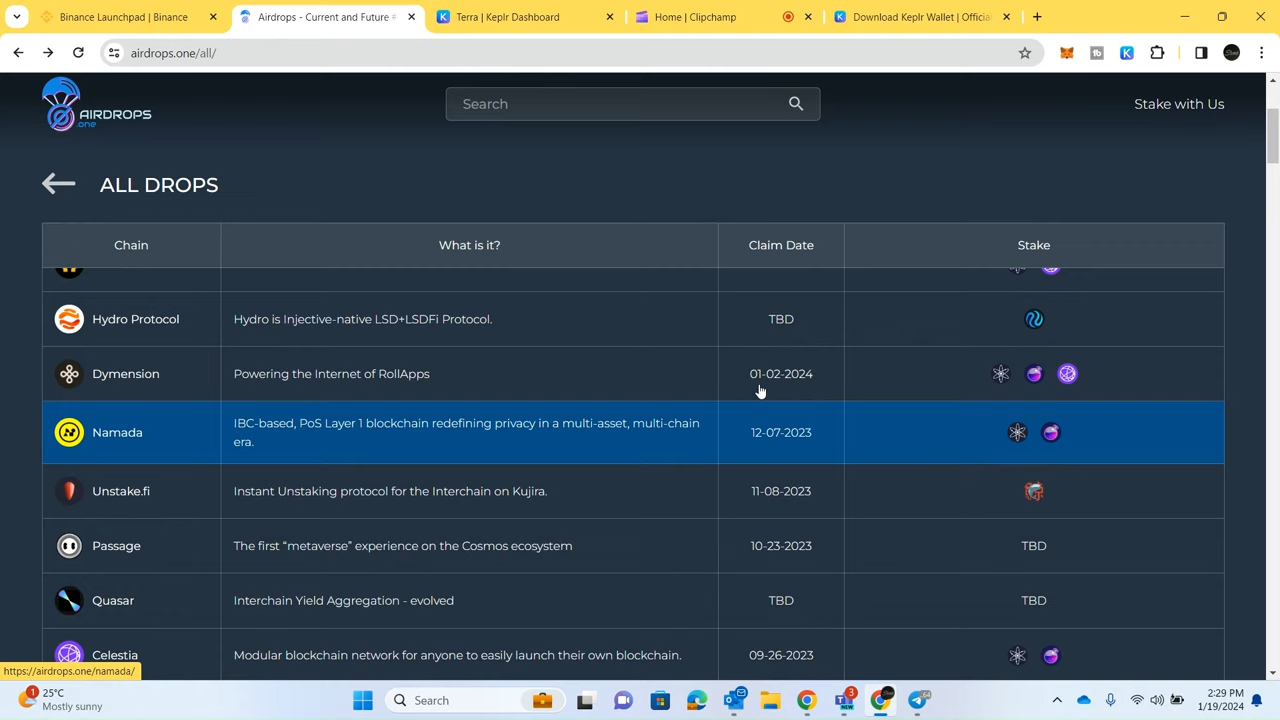 Binance Launchpad | Binance
Airdrops - Current and Future #
Terra | Keplr Dashboard
Home | Clipchamp
Download Keplr Wallet | Offici
airdrops.one/all/
AIRDROPS
.one
Search
Stake with Us
ALL DROPS
Chain What is it? Claim Date Stake
Hydro Protocol Hydro is Injective-native LSD+LSDFi Protocol. TBD
Dymension Powering the Internet of RollApps 01-02-2024
Namada IBC-based, PoS Layer 1 blockchain redefining privacy in a multi-asset, multi-chain era. 12-07-2023
Unstake.fi Instant Unstaking protocol for the Interchain on Kujira. 11-08-2023
Passage The first “metaverse” experience on the Cosmos ecosystem 10-23-2023 TBD
Quasar Interchain Yield Aggregation - evolved TBD TBD
Celestia Modular blockchain network for anyone to easily launch their own blockchain. 09-26-2023
https://airdrops.one/namada/
1
25°C
Mostly sunny
Search
3
NEW
64
2:29 PM
1/19/2024